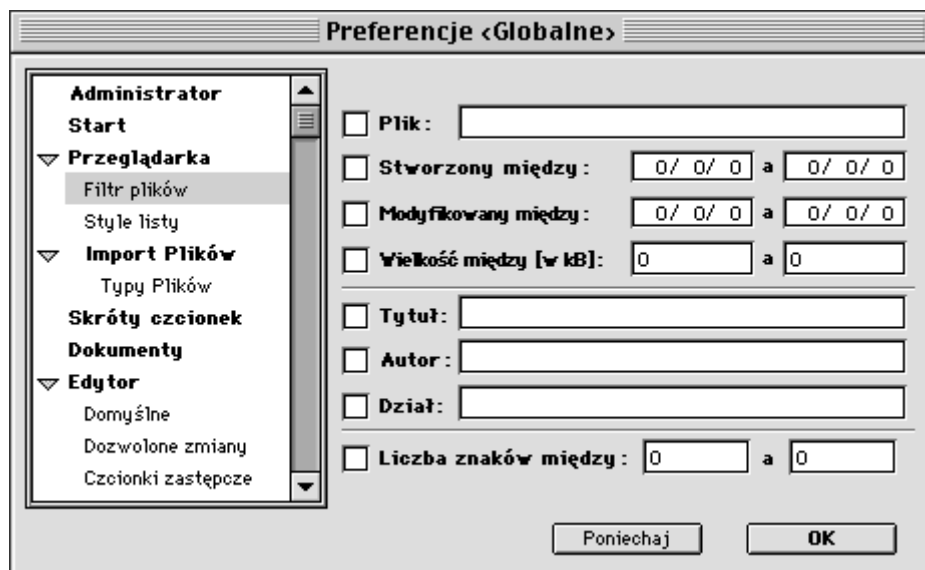 Preferencje <Globalne>
Administrator
Start
Przeglądarka
Filtr plików
Style listy
Import Plików
Typy Plików
Skróty czcionek
Dokumenty
Edytor
Domyślne
Dozwolone zmiany
Czcionki zastępcze
Plik:
Stworzony między: 0/ 0/ 0 a 0/ 0/ 0
Modyfikowany między: 0/ 0/ 0 a 0/ 0/ 0
Wielkość między [w kB]: 0 a 0
Tytuł:
Autor:
Dział:
Liczba znaków między: 0 a 0
Poniechaj OK